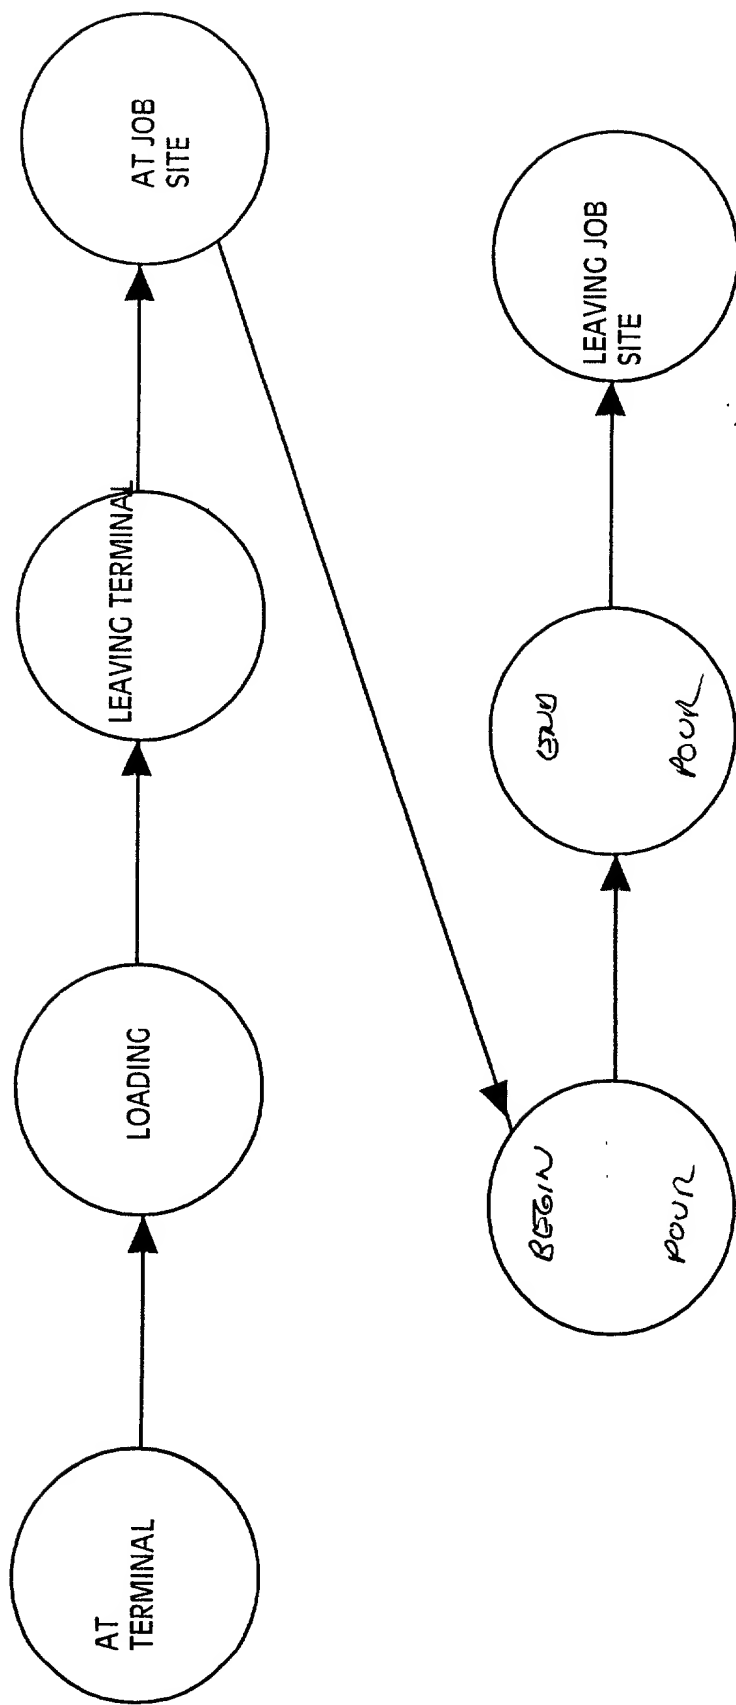 AT
TERMINAL
LOADING
LEAVING TERMINAL
AT JOB
SITE
BEGIN
POUR
END
POUR
LEAVING JOB
SITE